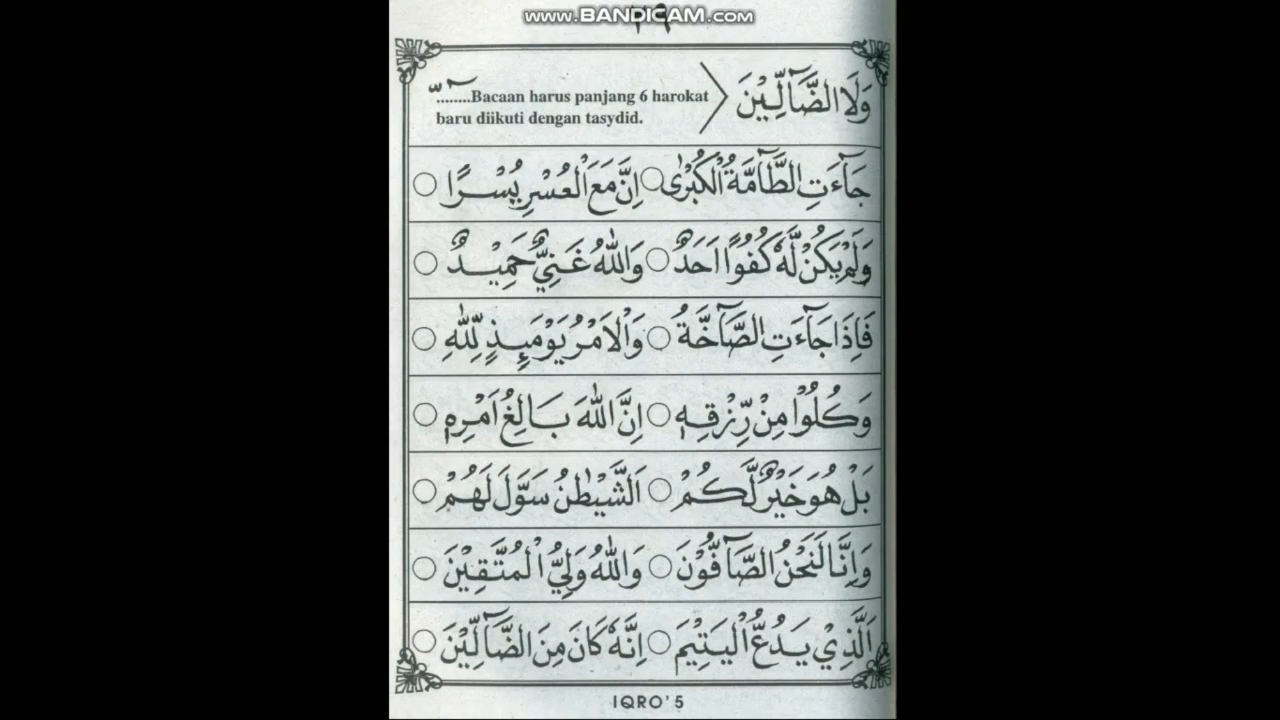 www.BANDICAM.com
٢٩
وَلَا الضَّآلِّيْنَ
........Bacaan harus panjang 6 harokat
baru diikuti dengan tasydid.
جَآءَتِ الطَّآمَّةُ الْكُبْرٰى ○ اِنَّ مَعَ الْعُسْرِ يُسْرًا ○
وَلَمْ يَكُنْ لَّهٗ كُفُوًا اَحَدٌ ○ وَاللّٰهُ غَنِيٌّ حَمِيْدٌ ○
فَاِذَا جَآءَتِ الصَّآخَّةُ ○ وَالْاَمْرُ يَوْمَئِذٍ لِّلّٰهِ ○
وَكُلُوْا مِنْ رِّزْقِهٖ ○ اِنَّ اللّٰهَ بَالِغُ اَمْرِهٖ ○
بَلْ هُوَ خَيْرٌ لَّكُمْ ○ اَلشَّيْطٰنُ سَوَّلَ لَهُمْ ○
وَاِنَّا لَنَحْنُ الصَّآفُّوْنَ ○ وَاللّٰهُ وَلِيُّ الْمُتَّقِيْنَ ○
اَلَّذِيْ يَدُعُّ الْيَتِيْمَ ○ اِنَّهٗ كَانَ مِنَ الضَّآلِّيْنَ ○
IQRO'5